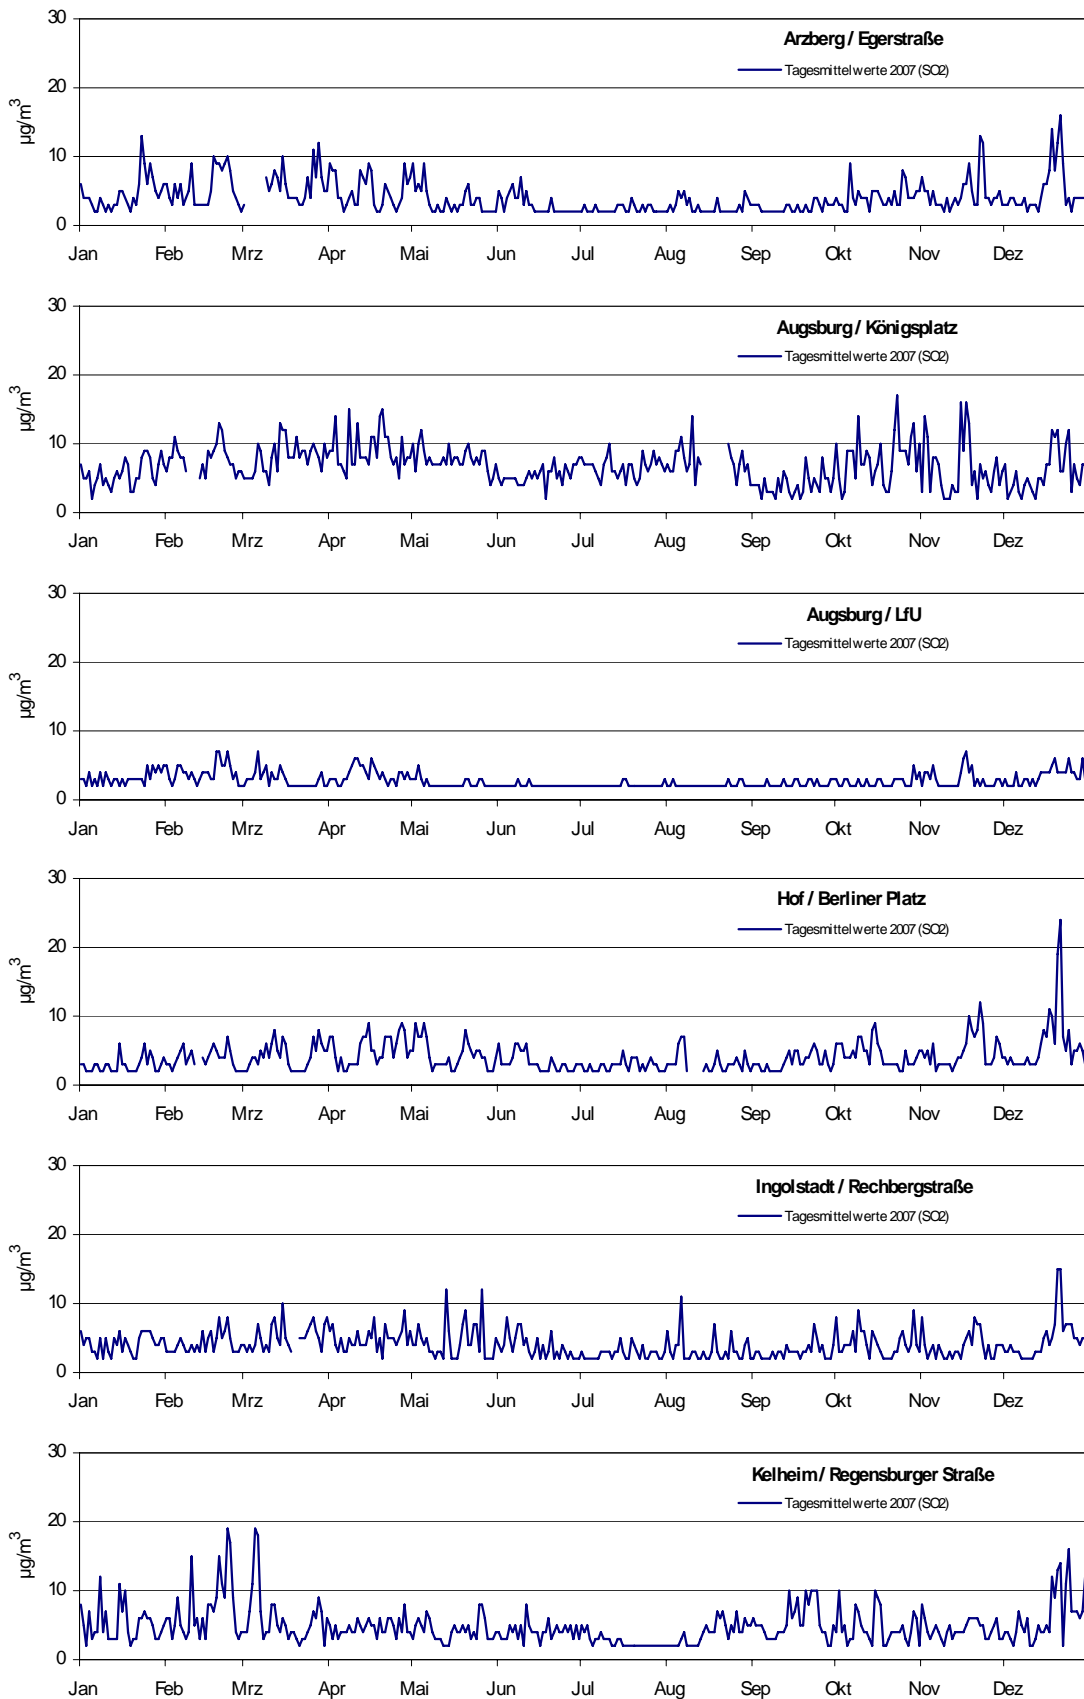 30
Arzberg / Egerstraße
Tagesmittelwerte 2007 (SO2)
20
µg/m³
10
0
Jan Feb Mrz Apr Mai Jun Jul Aug Sep Okt Nov Dez
30
Augsburg / Königsplatz
Tagesmittelwerte 2007 (SO2)
20
µg/m³
10
0
Jan Feb Mrz Apr Mai Jun Jul Aug Sep Okt Nov Dez
30
Augsburg / LfU
Tagesmittelwerte 2007 (SO2)
20
µg/m³
10
0
Jan Feb Mrz Apr Mai Jun Jul Aug Sep Okt Nov Dez
30
Hof / Berliner Platz
Tagesmittelwerte 2007 (SO2)
20
µg/m³
10
0
Jan Feb Mrz Apr Mai Jun Jul Aug Sep Okt Nov Dez
30
Ingolstadt / Rechbergstraße
Tagesmittelwerte 2007 (SO2)
20
µg/m³
10
0
Jan Feb Mrz Apr Mai Jun Jul Aug Sep Okt Nov Dez
30
Kelheim / Regensburger Straße
Tagesmittelwerte 2007 (SO2)
20
µg/m³
10
0
Jan Feb Mrz Apr Mai Jun Jul Aug Sep Okt Nov Dez